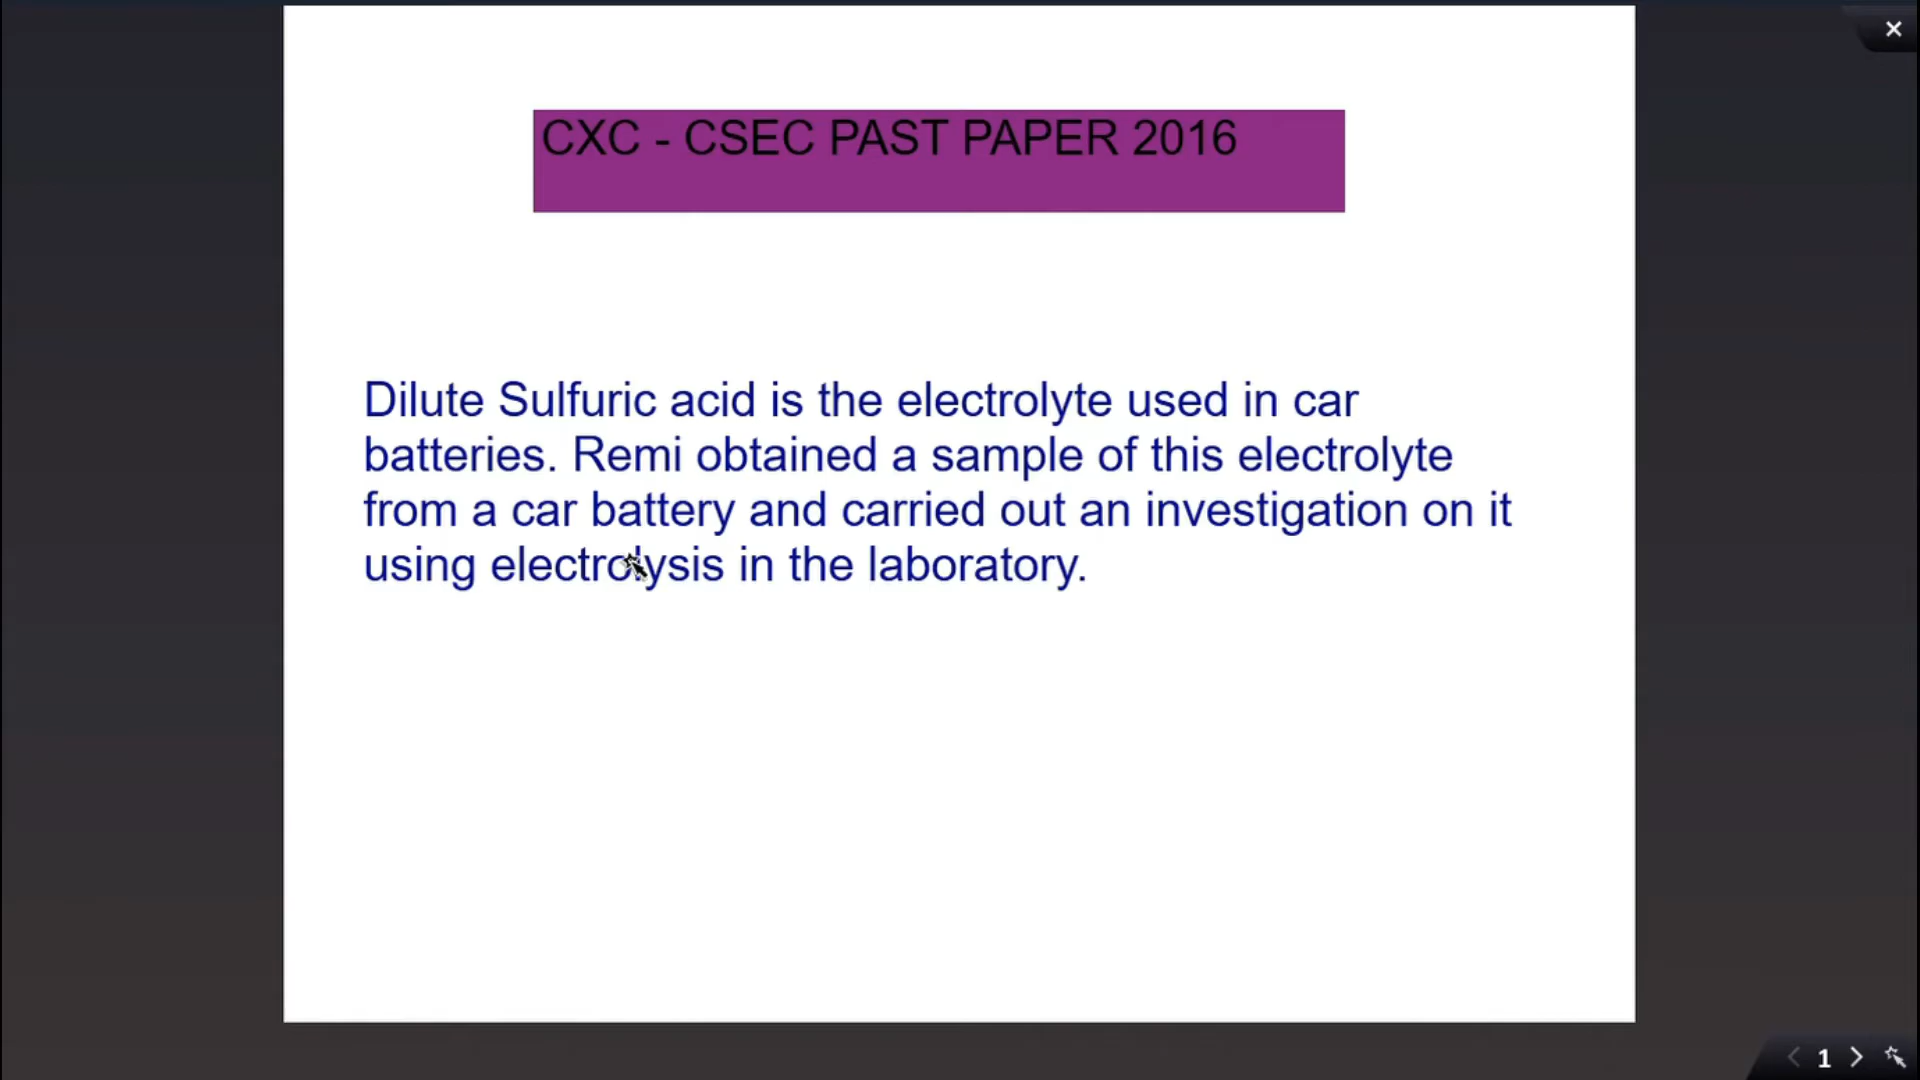 CXC - CSEC PAST PAPER 2016
Dilute Sulfuric acid is the electrolyte used in car
batteries. Remi obtained a sample of this electrolyte
from a car battery and carried out an investigation on it
using electrolysis in the laboratory.
1